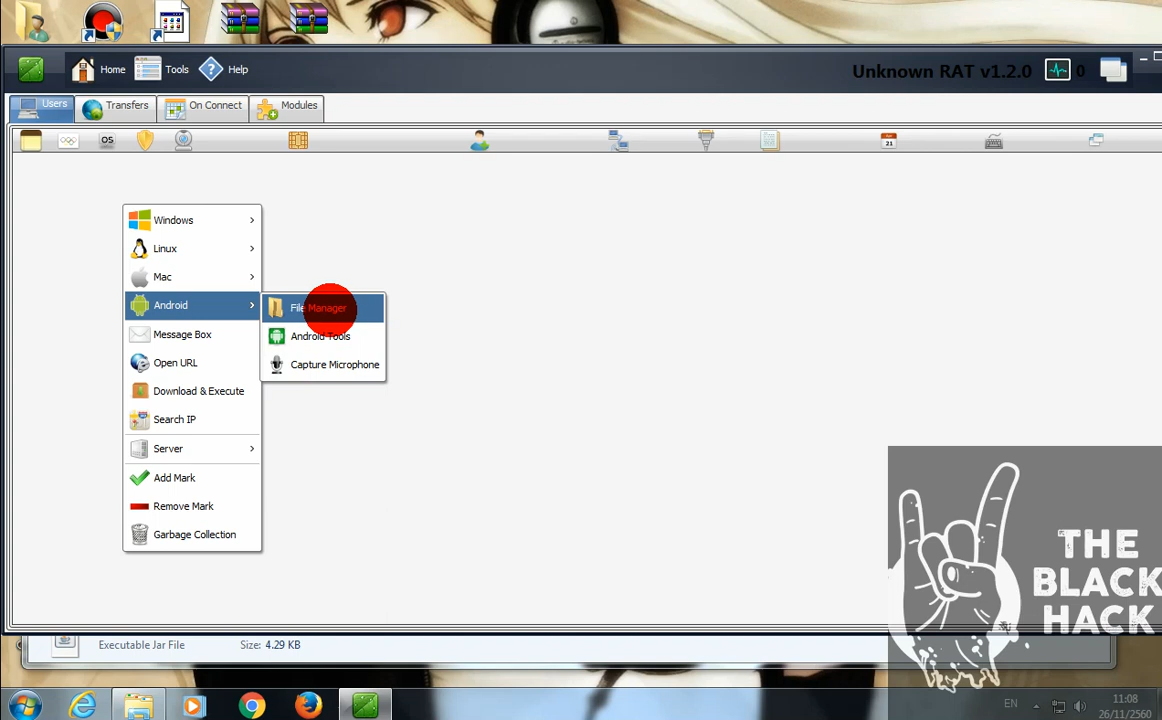 Home
Tools
Help
Unknown RAT v1.2.0
0
Users
Transfers
On Connect
Modules
OS
Apr
21
Windows
Linux
Mac
Android
Message Box
Open URL
Download & Execute
Search IP
Server
Add Mark
Remove Mark
Garbage Collection
File Manager
Android Tools
Capture Microphone
THE
BLACK
HACK
Executable Jar File
Size: 4.29 KB
EN
11:08
26/11/2560